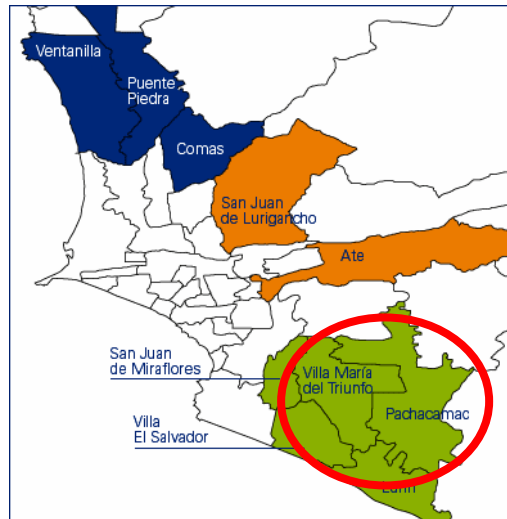 Ventanilla
Puente
Piedra
Comas
San Juan
de Lurigancho
Ate
San Juan
de Miraflores
Villa María
del Triunfo
Pachacamac
Villa
El Salvador
Lurín